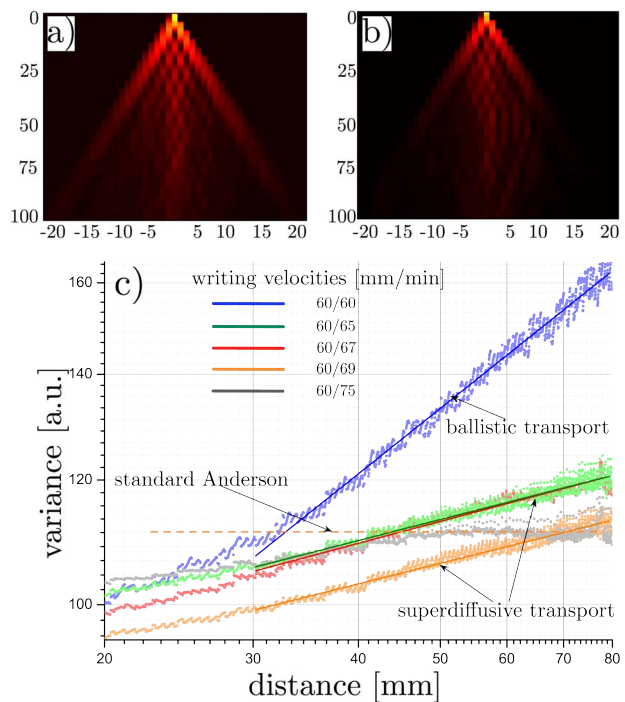 a)
0
25
50
75
100
-20 -15 -10 -5 5 10 15 20
b)
0
25
50
75
100
-20 -15 -10 -5 5 10 15 20
c)
writing velocities [mm/min]
60/60
60/65
60/67
60/69
60/75
ballistic transport
standard Anderson
superdiffusive transport
variance [a.u.]
160
140
120
100
20 30 40 50 60 70 80
distance [mm]